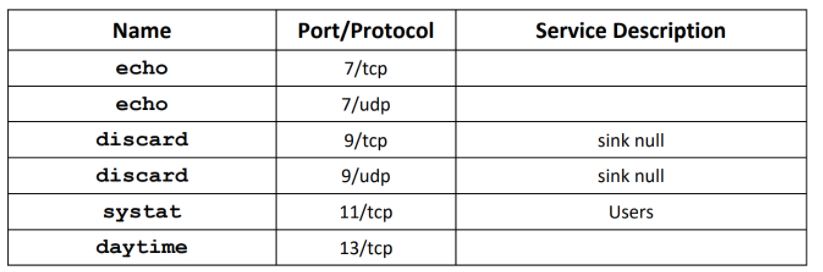 Name Port/Protocol Service Description
echo 7/tcp
echo 7/udp
discard 9/tcp sink null
discard 9/udp sink null
systat 11/tcp Users
daytime 13/tcp